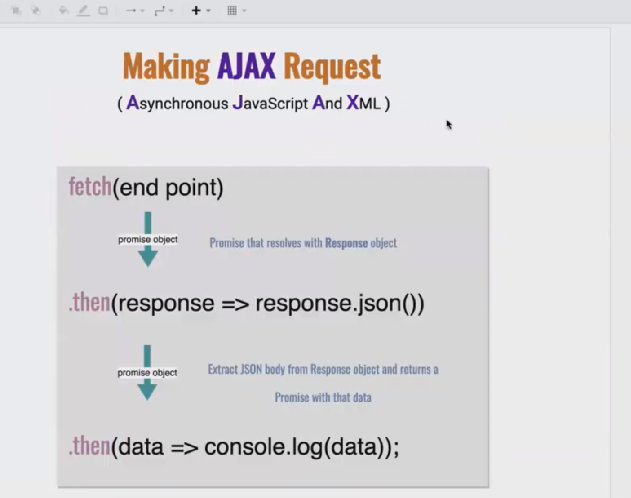 Making AJAX Request
( Asynchronous JavaScript And XML )
fetch(end point)
promise object
Promise that resolves with Response object
.then(response => response.json())
promise object
Extract JSON body from Response object and returns a
Promise with that data
.then(data => console.log(data));